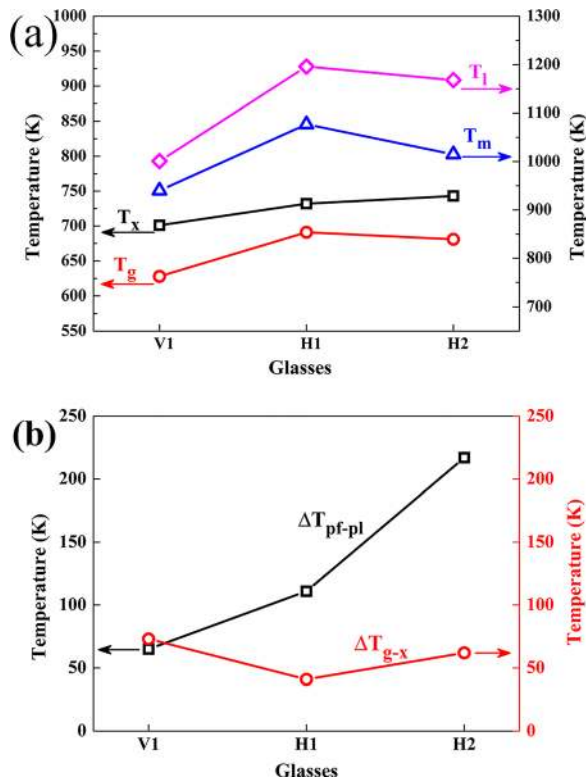 (a)
1000
950
900
850
800
750
700
650
600
550
Temperature (K)
T_l
T_m
T_x
T_g
1300
1200
1100
1000
900
800
700
Temperature (K)
V1 H1 H2
Glasses
(b)
250
200
150
100
50
0
Temperature (K)
ΔT_pf-pl
ΔT_g-x
250
200
150
100
50
0
Temperature (K)
V1 H1 H2
Glasses